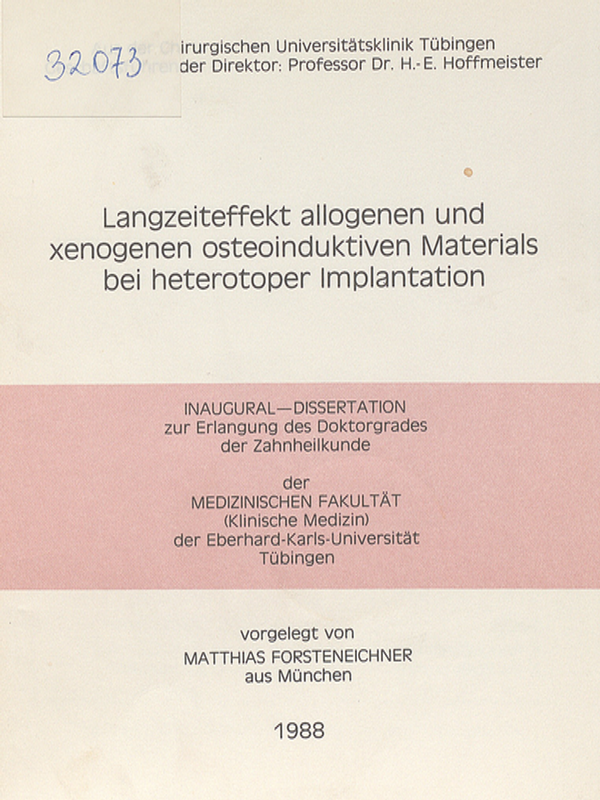 32073
irurgischen Universitätsklinik Tübingen
der Direktor: Professor Dr. H.-E. Hoffmeister
Langzeiteffekt allogenen und
xenogenen osteoinduktiven Materials
bei heterotoper Implantation
INAUGURAL—DISSERTATION
zur Erlangung des Doktorgrades
der Zahnheilkunde
der
MEDIZINISCHEN FAKULTÄT
(Klinische Medizin)
der Eberhard-Karls-Universität
Tübingen
vorgelegt von
MATTHIAS FORSTENEICHNER
aus München
1988